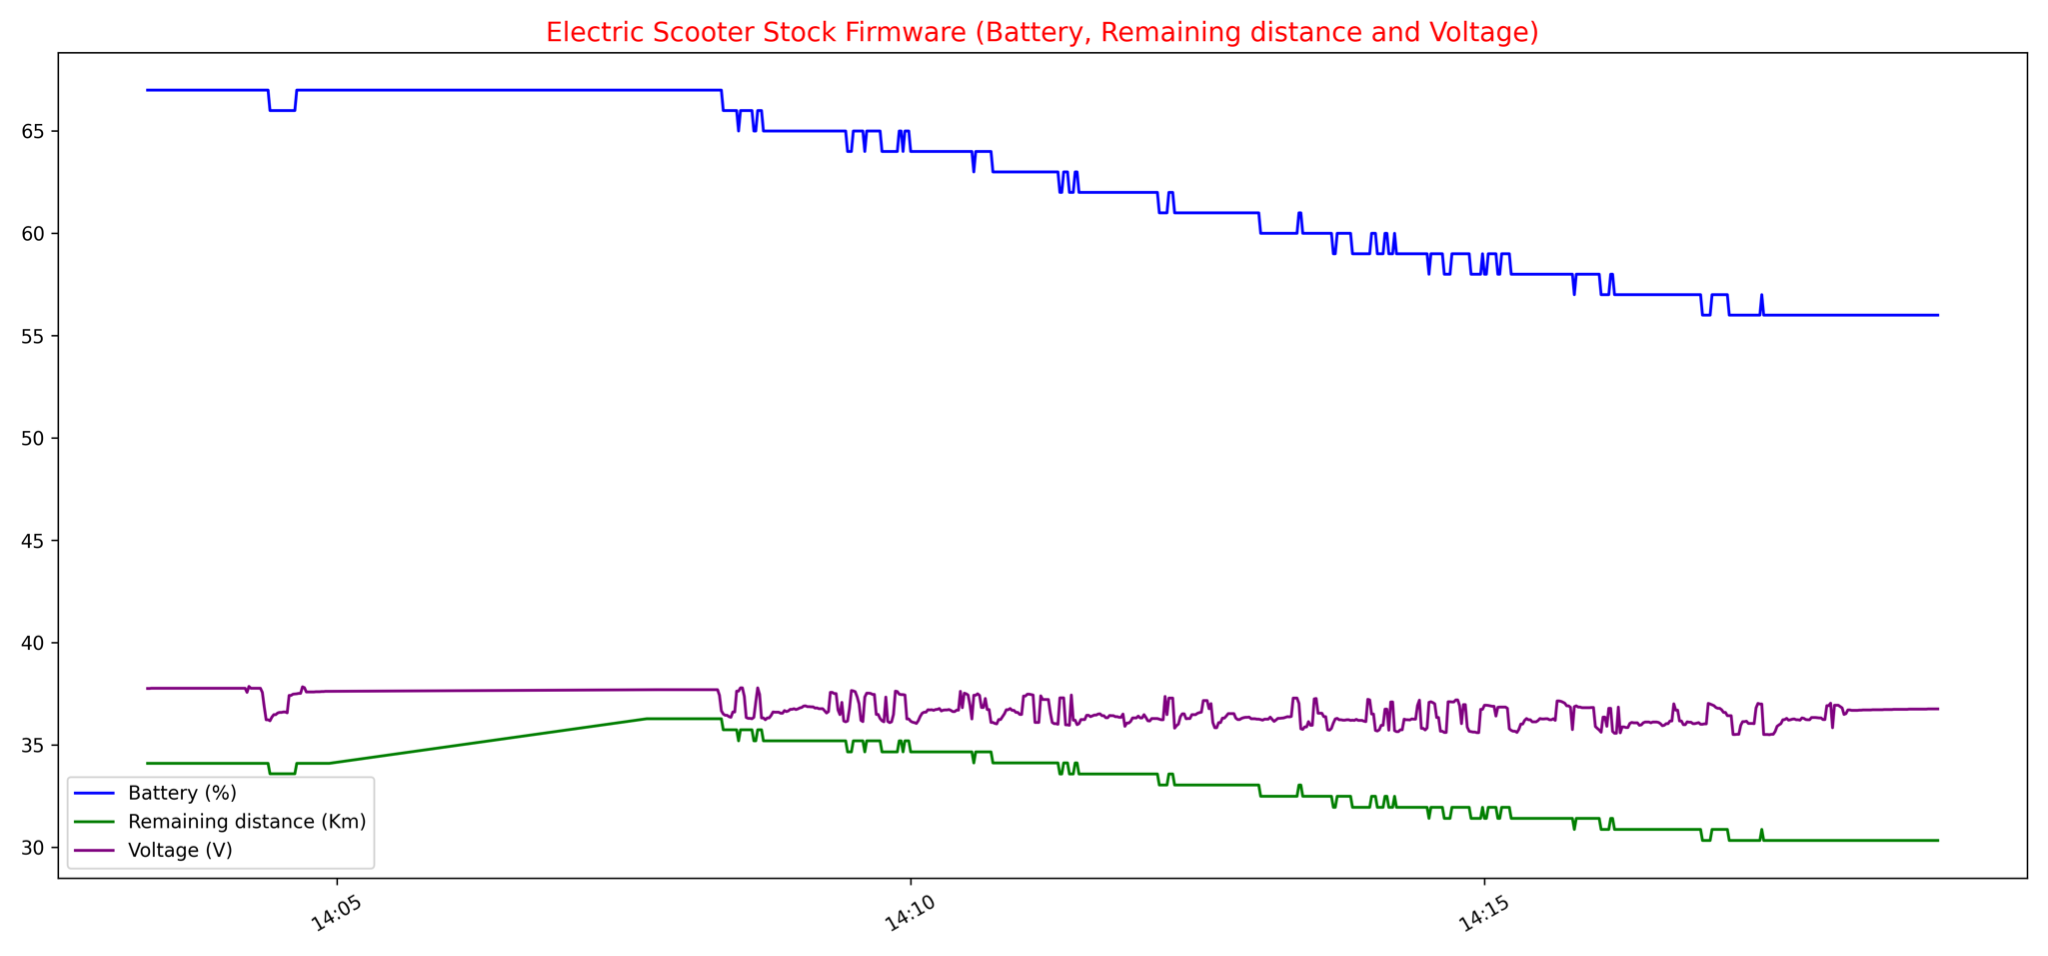 Electric Scooter Stock Firmware (Battery, Remaining distance and Voltage)
65
60
55
50
45
40
35
30
Battery (%)
Remaining distance (Km)
Voltage (V)
14:05
14:10
14:15